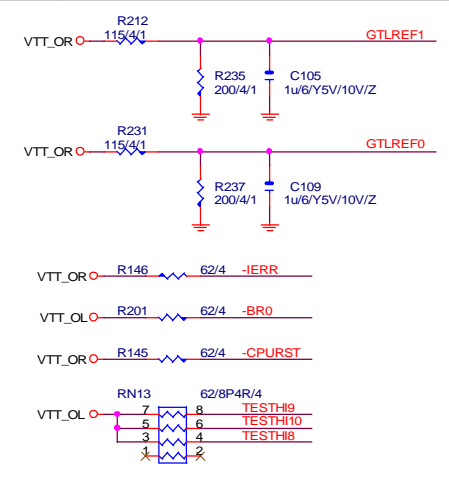 R212
VTT_OR 115/4/1 GTLREF1
R235 C105
200/4/1 1u/6/Y5V/10V/Z
R231
VTT_OR 115/4/1 GTLREF0
R237 C109
200/4/1 1u/6/Y5V/10V/Z
VTT_OR R146 62/4 -IERR
VTT_OL R201 62/4 -BR0
VTT_OR R145 62/4 -CPURST
RN13 62/8P4R/4
VTT_OL 7 8 TESTHI9
5 6 TESTHI10
3 4 TESTHI8
1 2